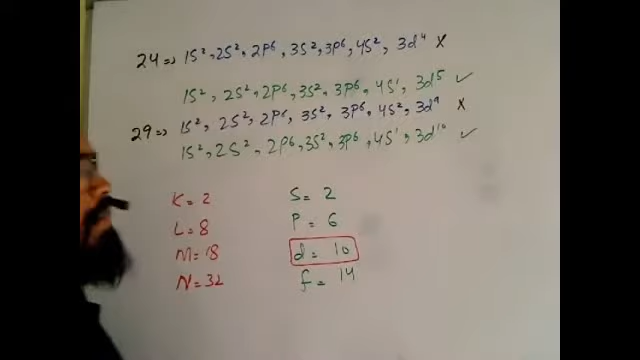 24 => 1S², 2S², 2P⁶, 3S², 3P⁶, 4S², 3d⁴ ×
1S², 2S², 2P⁶, 3S², 3P⁶, 4S¹, 3d⁵ ✓
29 => 1S², 2S², 2P⁶, 3S², 3P⁶, 4S², 3d⁹ ×
1S², 2S², 2P⁶, 3S², 3P⁶, 4S¹, 3d¹⁰ ✓
K = 2
L = 8
M = 18
N = 32
S = 2
P = 6
d = 10
f = 14